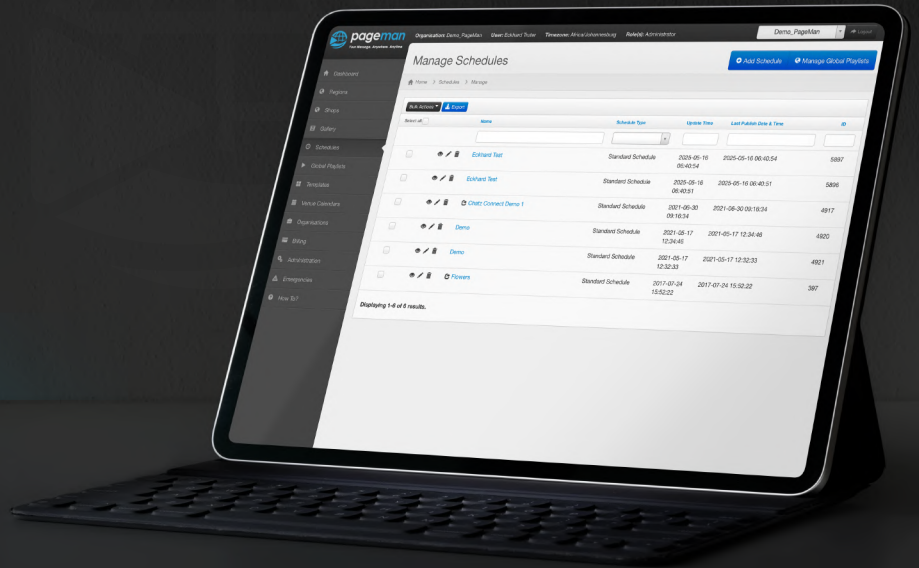 pageman
Your Message. Anywhere. Anytime
Organisation: Demo_PageMan User: Eckhard Truter Timezone: Africa/Johannesburg Role(s): Administrator
Demo_PageMan
Logout
Manage Schedules
Add Schedule
Manage Global Playlists
Home > Schedules > Manage
Dashboard
Regions
Shops
Gallery
Schedules
Global Playlists
Templates
Venue Calendars
Organisations
Billing
Administration
Emergencies
How To?
Bulk Actions
Export
Select all: Name Schedule Type Update Time Last Publish Date & Time ID
Eckhard Test Standard Schedule 2025-05-16 06:40:54 2025-05-16 06:40:54 5897
Eckhard Test Standard Schedule 2025-05-16 06:40:51 2025-05-16 06:40:51 5896
Chatz Connect Demo 1 Standard Schedule 2021-06-30 09:16:34 2021-06-30 09:16:34 4917
Demo Standard Schedule 2021-05-17 12:34:46 2021-05-17 12:34:46 4920
Demo Standard Schedule 2021-05-17 12:32:33 2021-05-17 12:32:33 4921
Flowers Standard Schedule 2017-07-24 15:52:22 2017-07-24 15:52:22 397
Displaying 1-6 of 6 results.